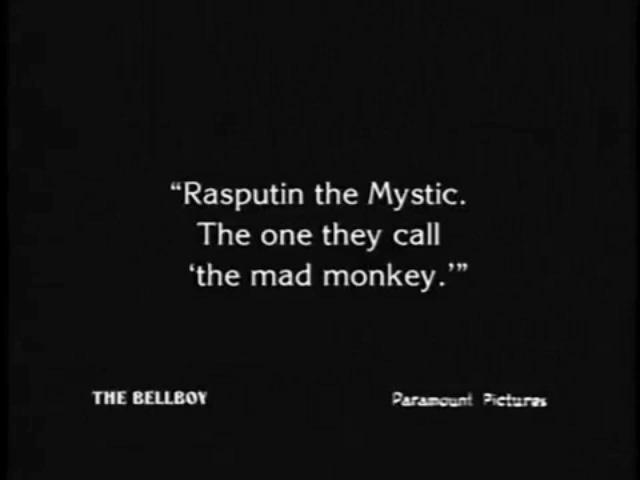 “Rasputin the Mystic.
The one they call
‘the mad monkey.’”
THE BELLBOY
Paramount Pictures